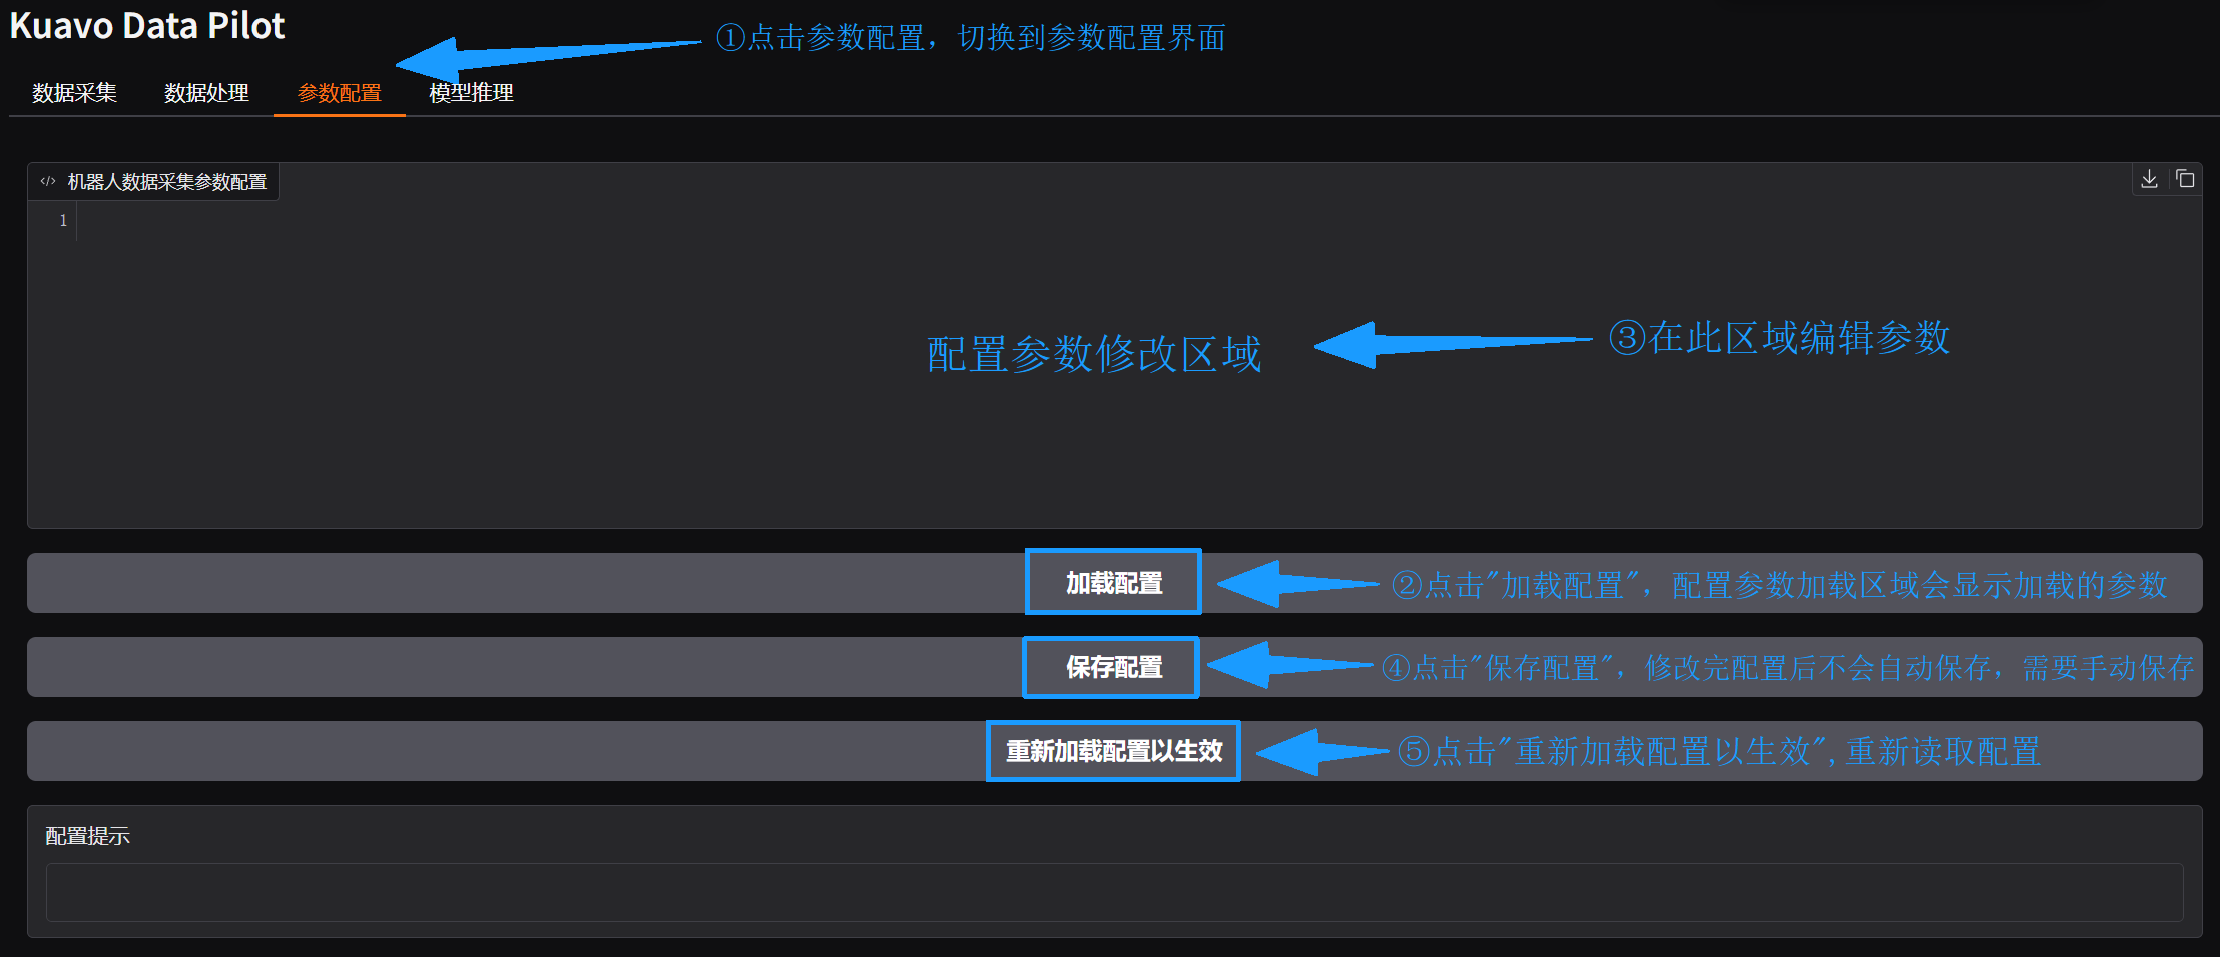 Kuavo Data Pilot
①点击参数配置，切换到参数配置界面
数据采集 数据处理 参数配置 模型推理
</> 机器人数据采集参数配置
1
配置参数修改区域
③在此区域编辑参数
加载配置
②点击"加载配置"，配置参数加载区域会显示加载的参数
保存配置
④点击"保存配置"，修改完配置后不会自动保存，需要手动保存
重新加载配置以生效
⑤点击"重新加载配置以生效",重新读取配置
配置提示